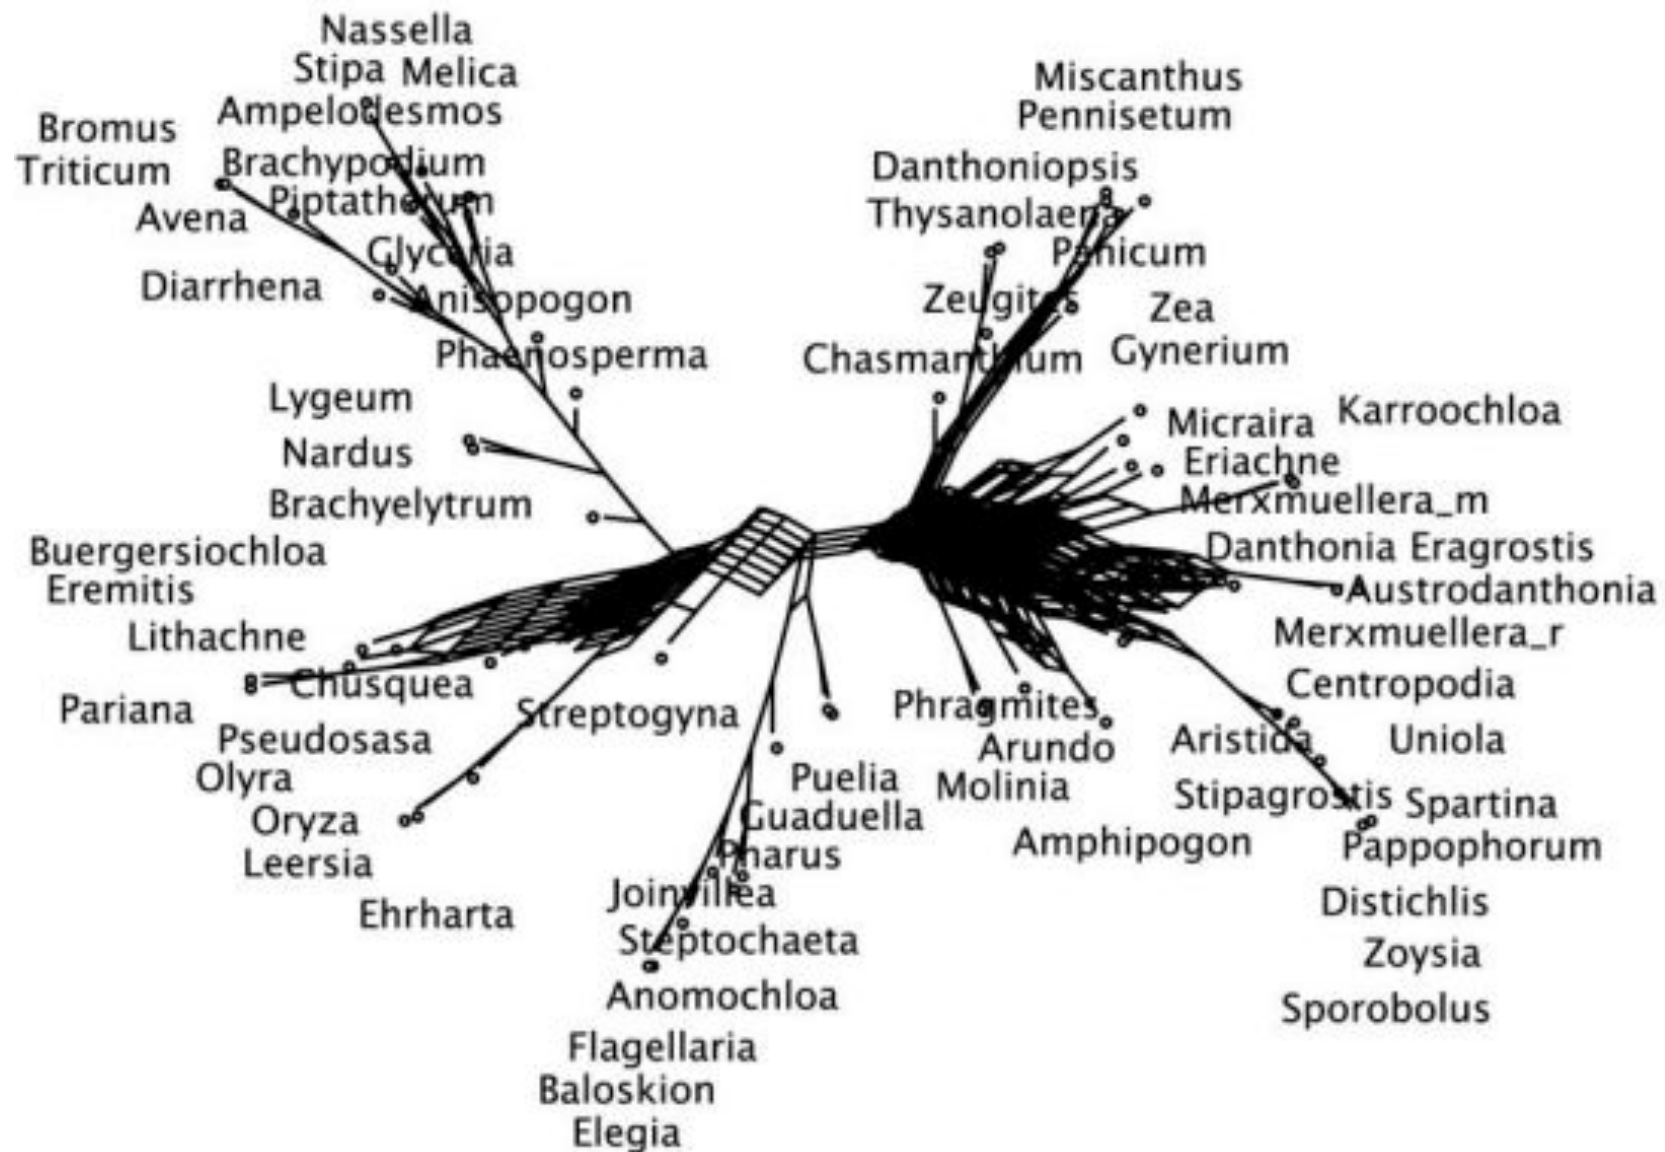 Nassella
Stipa Melica
Ampelodesmos
Bromus
Triticum
Brachypodium
Piptatherum
Avena
Glyceria
Diarrhena
Anisopogon
Phaenosperma
Lygeum
Nardus
Brachyelytrum
Buergersiochloa
Eremitis
Lithachne
Chusquea
Pariana
Pseudosasa
Olyra
Oryza
Leersia
Ehrharta
Streptogyna
Puelia
Guaduella
Pharus
Joinvillea
Steptochaeta
Anomochloa
Flagellaria
Baloskion
Elegia
Miscanthus
Pennisetum
Danthoniopsis
Thysanolaena
Panicum
Zeugites
Zea
Chasmanthium
Gynerium
Karroochloa
Micraira
Eriachne
Merxmuellera_m
Danthonia Eragrostis
Austrodanthonia
Merxmuellera_r
Centropodia
Phragmites
Arundo
Aristida
Uniola
Molinia
Stipagrostis
Spartina
Amphipogon
Pappophorum
Distichlis
Zoysia
Sporobolus